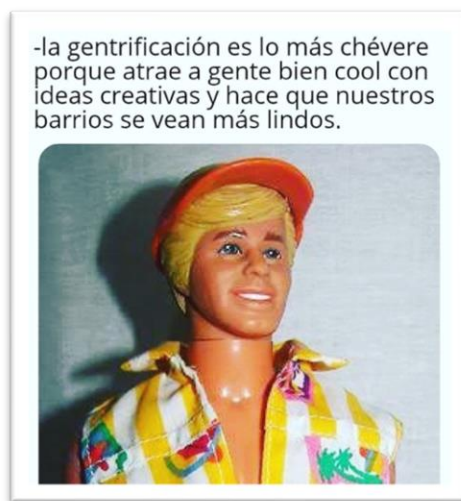 -la gentrificación es lo más chévere
porque atrae a gente bien cool con
ideas creativas y hace que nuestros
barrios se vean más lindos.